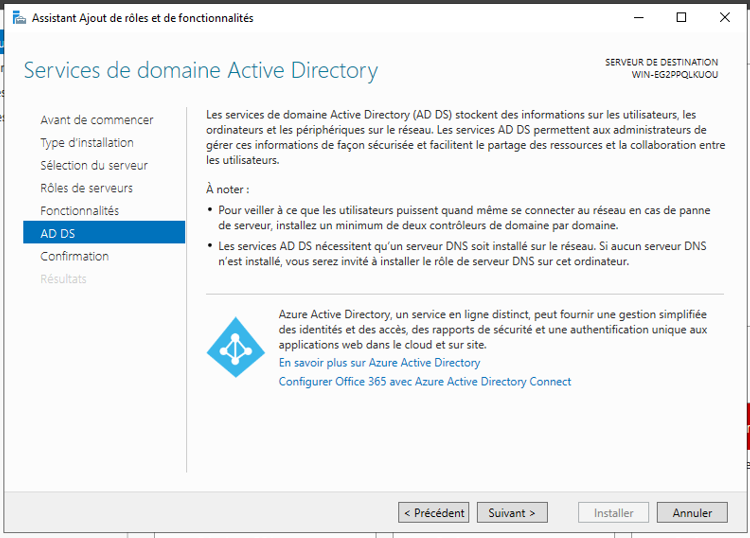 Assistant Ajout de rôles et de fonctionnalités
Services de domaine Active Directory
SERVEUR DE DESTINATION
WIN-EG2PPQLKUOU
Avant de commencer
Type d'installation
Sélection du serveur
Rôles de serveurs
Fonctionnalités
AD DS
Confirmation
Résultats
Les services de domaine Active Directory (AD DS) stockent des informations sur les utilisateurs, les
ordinateurs et les périphériques sur le réseau. Les services AD DS permettent aux administrateurs de
gérer ces informations de façon sécurisée et facilitent le partage des ressources et la collaboration entre
les utilisateurs.
À noter :
• Pour veiller à ce que les utilisateurs puissent quand même se connecter au réseau en cas de panne
de serveur, installez un minimum de deux contrôleurs de domaine par domaine.
• Les services AD DS nécessitent qu'un serveur DNS soit installé sur le réseau. Si aucun serveur DNS
n'est installé, vous serez invité à installer le rôle de serveur DNS sur cet ordinateur.
Azure Active Directory, un service en ligne distinct, peut fournir une gestion simplifiée
des identités et des accès, des rapports de sécurité et une authentification unique aux
applications web dans le cloud et sur site.
En savoir plus sur Azure Active Directory
Configurer Office 365 avec Azure Active Directory Connect
< Précédent
Suivant >
Installer
Annuler